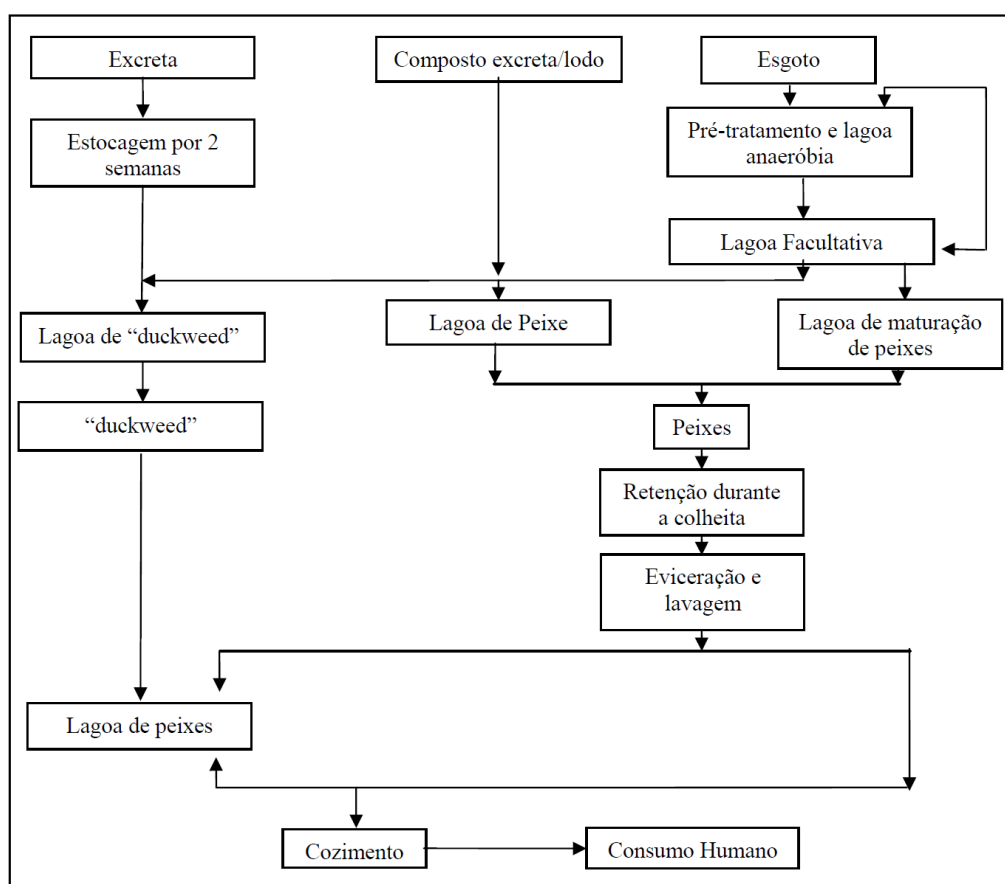 Excreta
Composto excreta/lodo
Esgoto
Estocagem por 2
semanas
Pré-tratamento e lagoa
anaeróbia
Lagoa Facultativa
Lagoa de “duckweed”
Lagoa de Peixe
Lagoa de maturação
de peixes
“duckweed”
Peixes
Retenção durante
a colheita
Eviceração e
lavagem
Lagoa de peixes
Cozimento
Consumo Humano